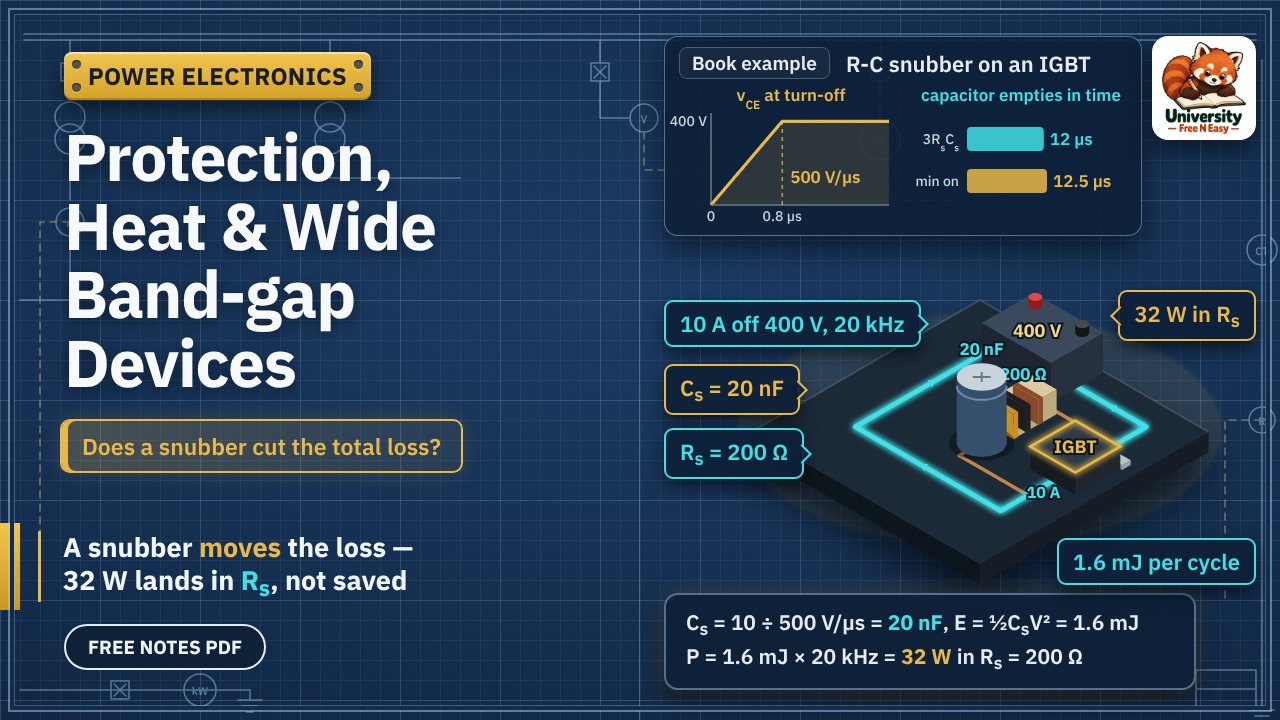 POWER ELECTRONICS
Protection,
Heat & Wide
Band-gap
Devices
Does a snubber cut the total loss?
A snubber moves the loss —
32 W lands in Rs, not saved
FREE NOTES PDF
Book example
R-C snubber on an IGBT
vCE at turn-off
capacitor empties in time
400 V
500 V/µs
0
0.8 µs
3RsCs
12 µs
min on
12.5 µs
University
— Free N Easy —
10 A off 400 V, 20 kHz
Cs = 20 nF
Rs = 200 Ω
32 W in Rs
400 V
20 nF
200 Ω
IGBT
10 A
1.6 mJ per cycle
Cs = 10 ÷ 500 V/µs = 20 nF, E = ½CsV² = 1.6 mJ
P = 1.6 mJ × 20 kHz = 32 W in Rs = 200 Ω
V
kW